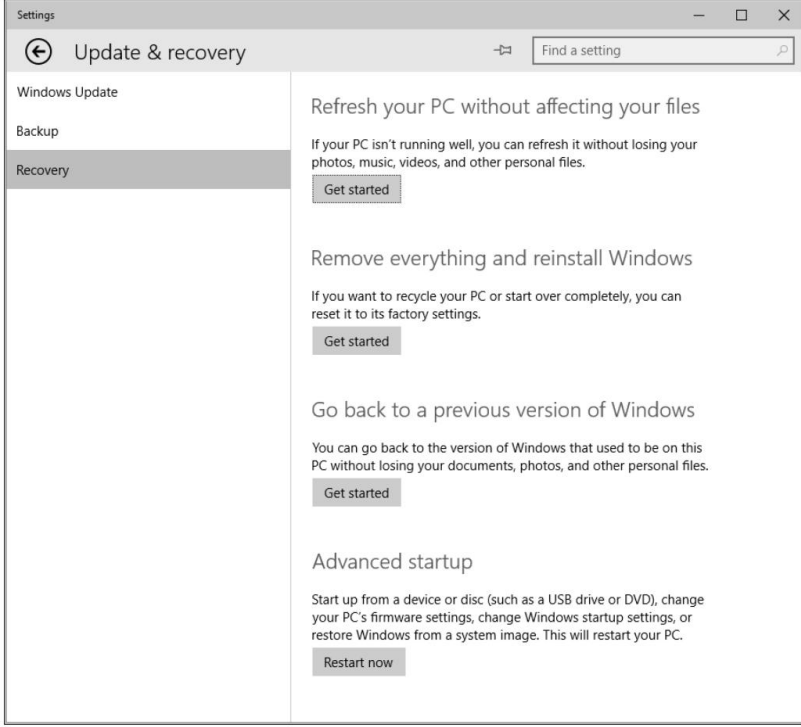 Settings
Update & recovery
Find a setting
Windows Update
Backup
Recovery
Refresh your PC without affecting your files
If your PC isn't running well, you can refresh it without losing your
photos, music, videos, and other personal files.
Get started
Remove everything and reinstall Windows
If you want to recycle your PC or start over completely, you can
reset it to its factory settings.
Get started
Go back to a previous version of Windows
You can go back to the version of Windows that used to be on this
PC without losing your documents, photos, and other personal files.
Get started
Advanced startup
Start up from a device or disc (such as a USB drive or DVD), change
your PC's firmware settings, change Windows startup settings, or
restore Windows from a system image. This will restart your PC.
Restart now